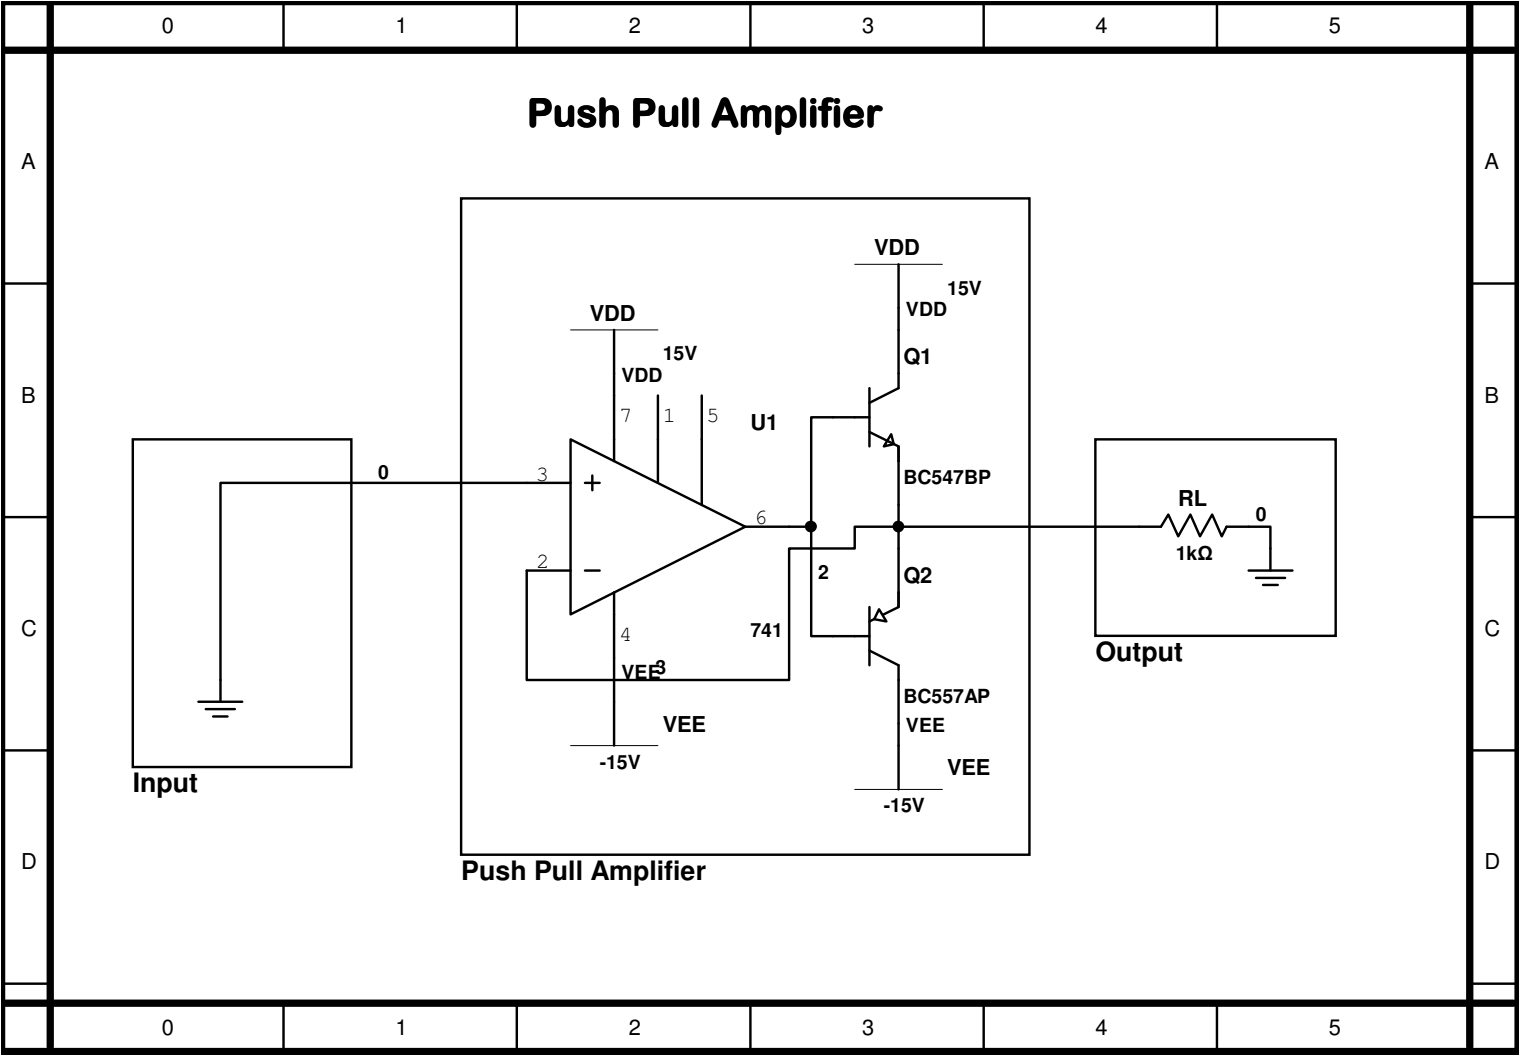 0 1 2 3 4 5
Push Pull Amplifier
A A
VDD
15V
VDD
VDD
Q1
15V
VDD
B B
7 1 5
U1
0
3
+
BC547BP
RL
0
6
1kΩ
2
−
2
Q2
C C
4
741
Output
VEE
3
BC557AP
VEE
VEE
-15V
VEE
Input
-15V
D D
Push Pull Amplifier
0 1 2 3 4 5